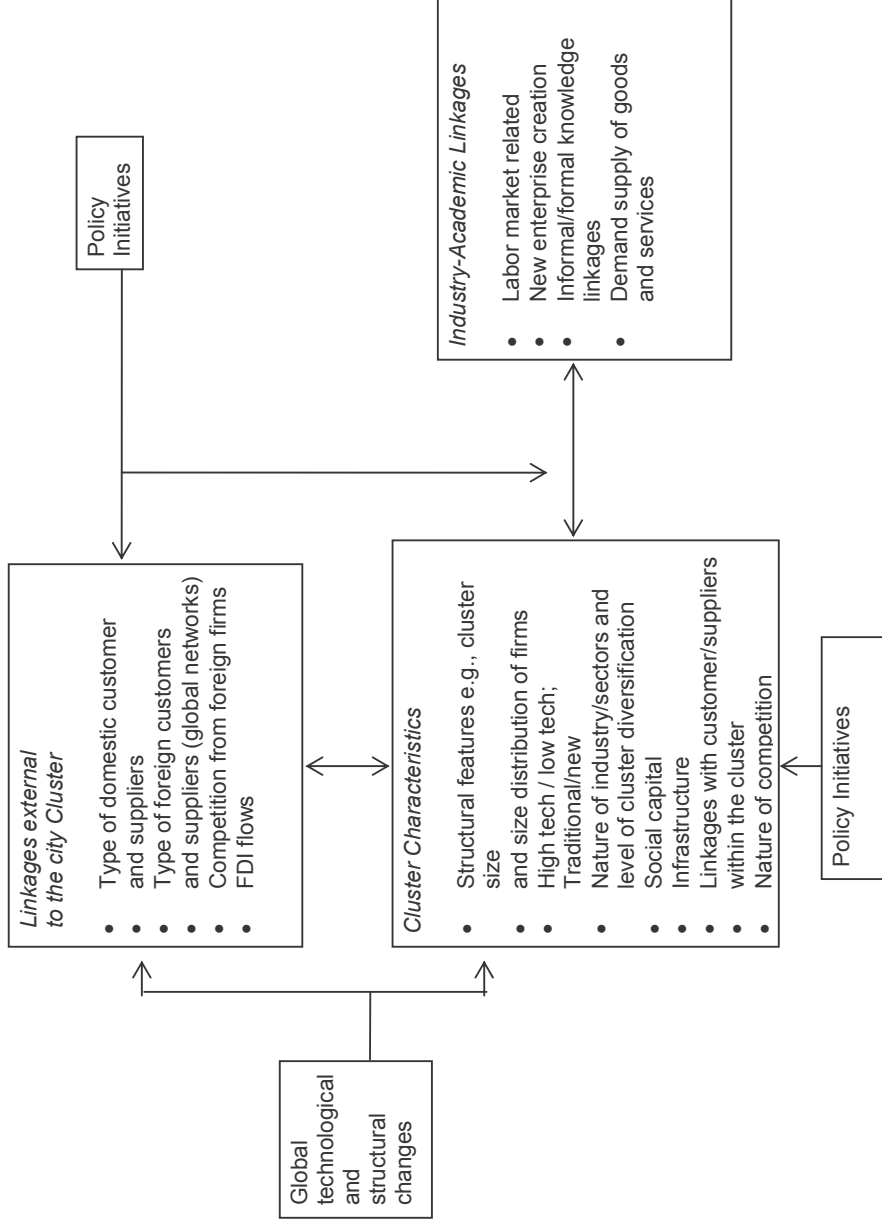 Policy
Initiatives
Linkages external
to the city Cluster
• Type of domestic customer
• and suppliers
• Type of foreign customers
• and suppliers (global networks)
• Competition from foreign firms
• FDI flows
Global
technological
and
structural
changes
Cluster Characteristics
• Structural features e.g., cluster
size
• and size distribution of firms
• High tech / low tech;
Traditional/new
• Nature of industry/sectors and
level of cluster diversification
• Social capital
• Infrastructure
• Linkages with customer/suppliers
• within the cluster
• Nature of competition
Industry-Academic Linkages
• Labor market related
• New enterprise creation
• Informal/formal knowledge
linkages
• Demand supply of goods
and services
Policy Initiatives